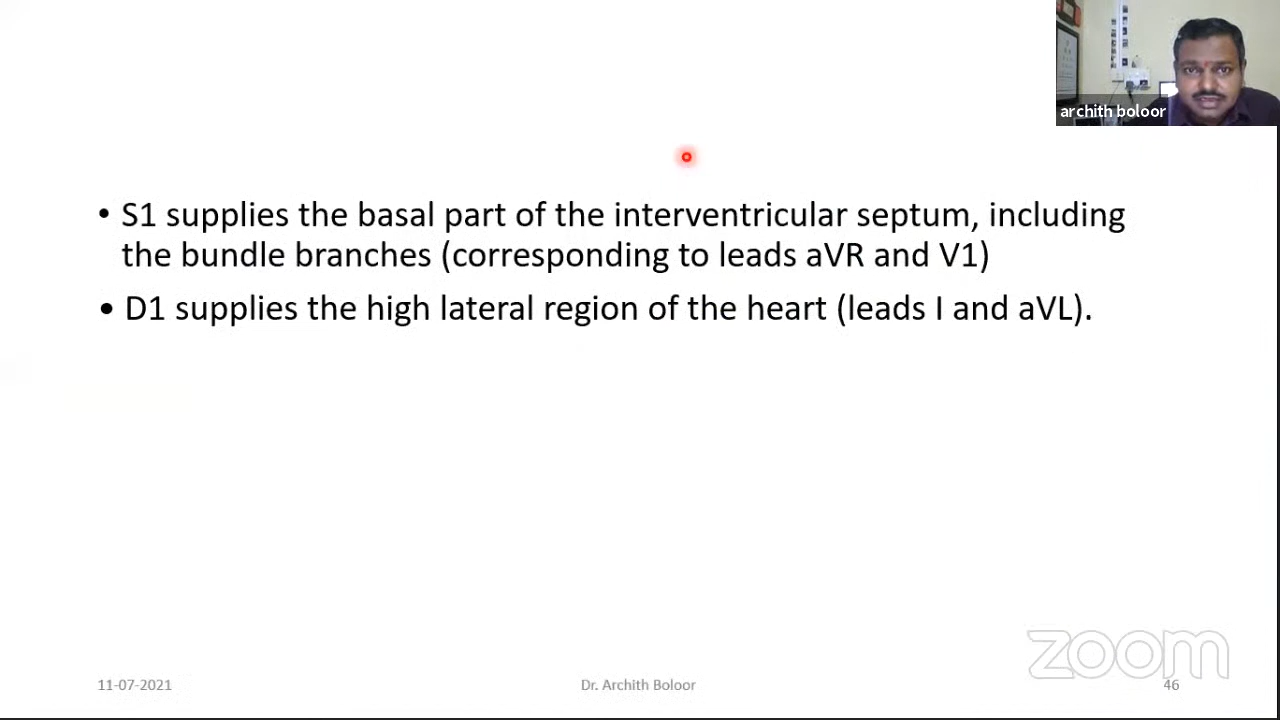 archith boloor
• S1 supplies the basal part of the interventricular septum, including
the bundle branches (corresponding to leads aVR and V1)
• D1 supplies the high lateral region of the heart (leads I and aVL).
zoom
11-07-2021
Dr. Archith Boloor
46